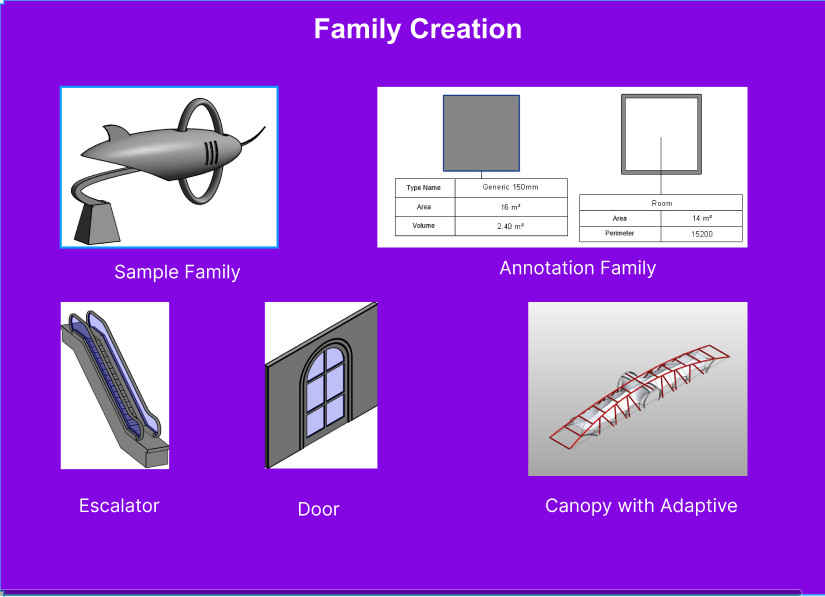 Family Creation
Type Name Generic 150mm
Area 16 m²
Volume 2.40 m³
Room
Area 14 m²
Perimeter 15200
Sample Family
Annotation Family
Escalator
Door
Canopy with Adaptive